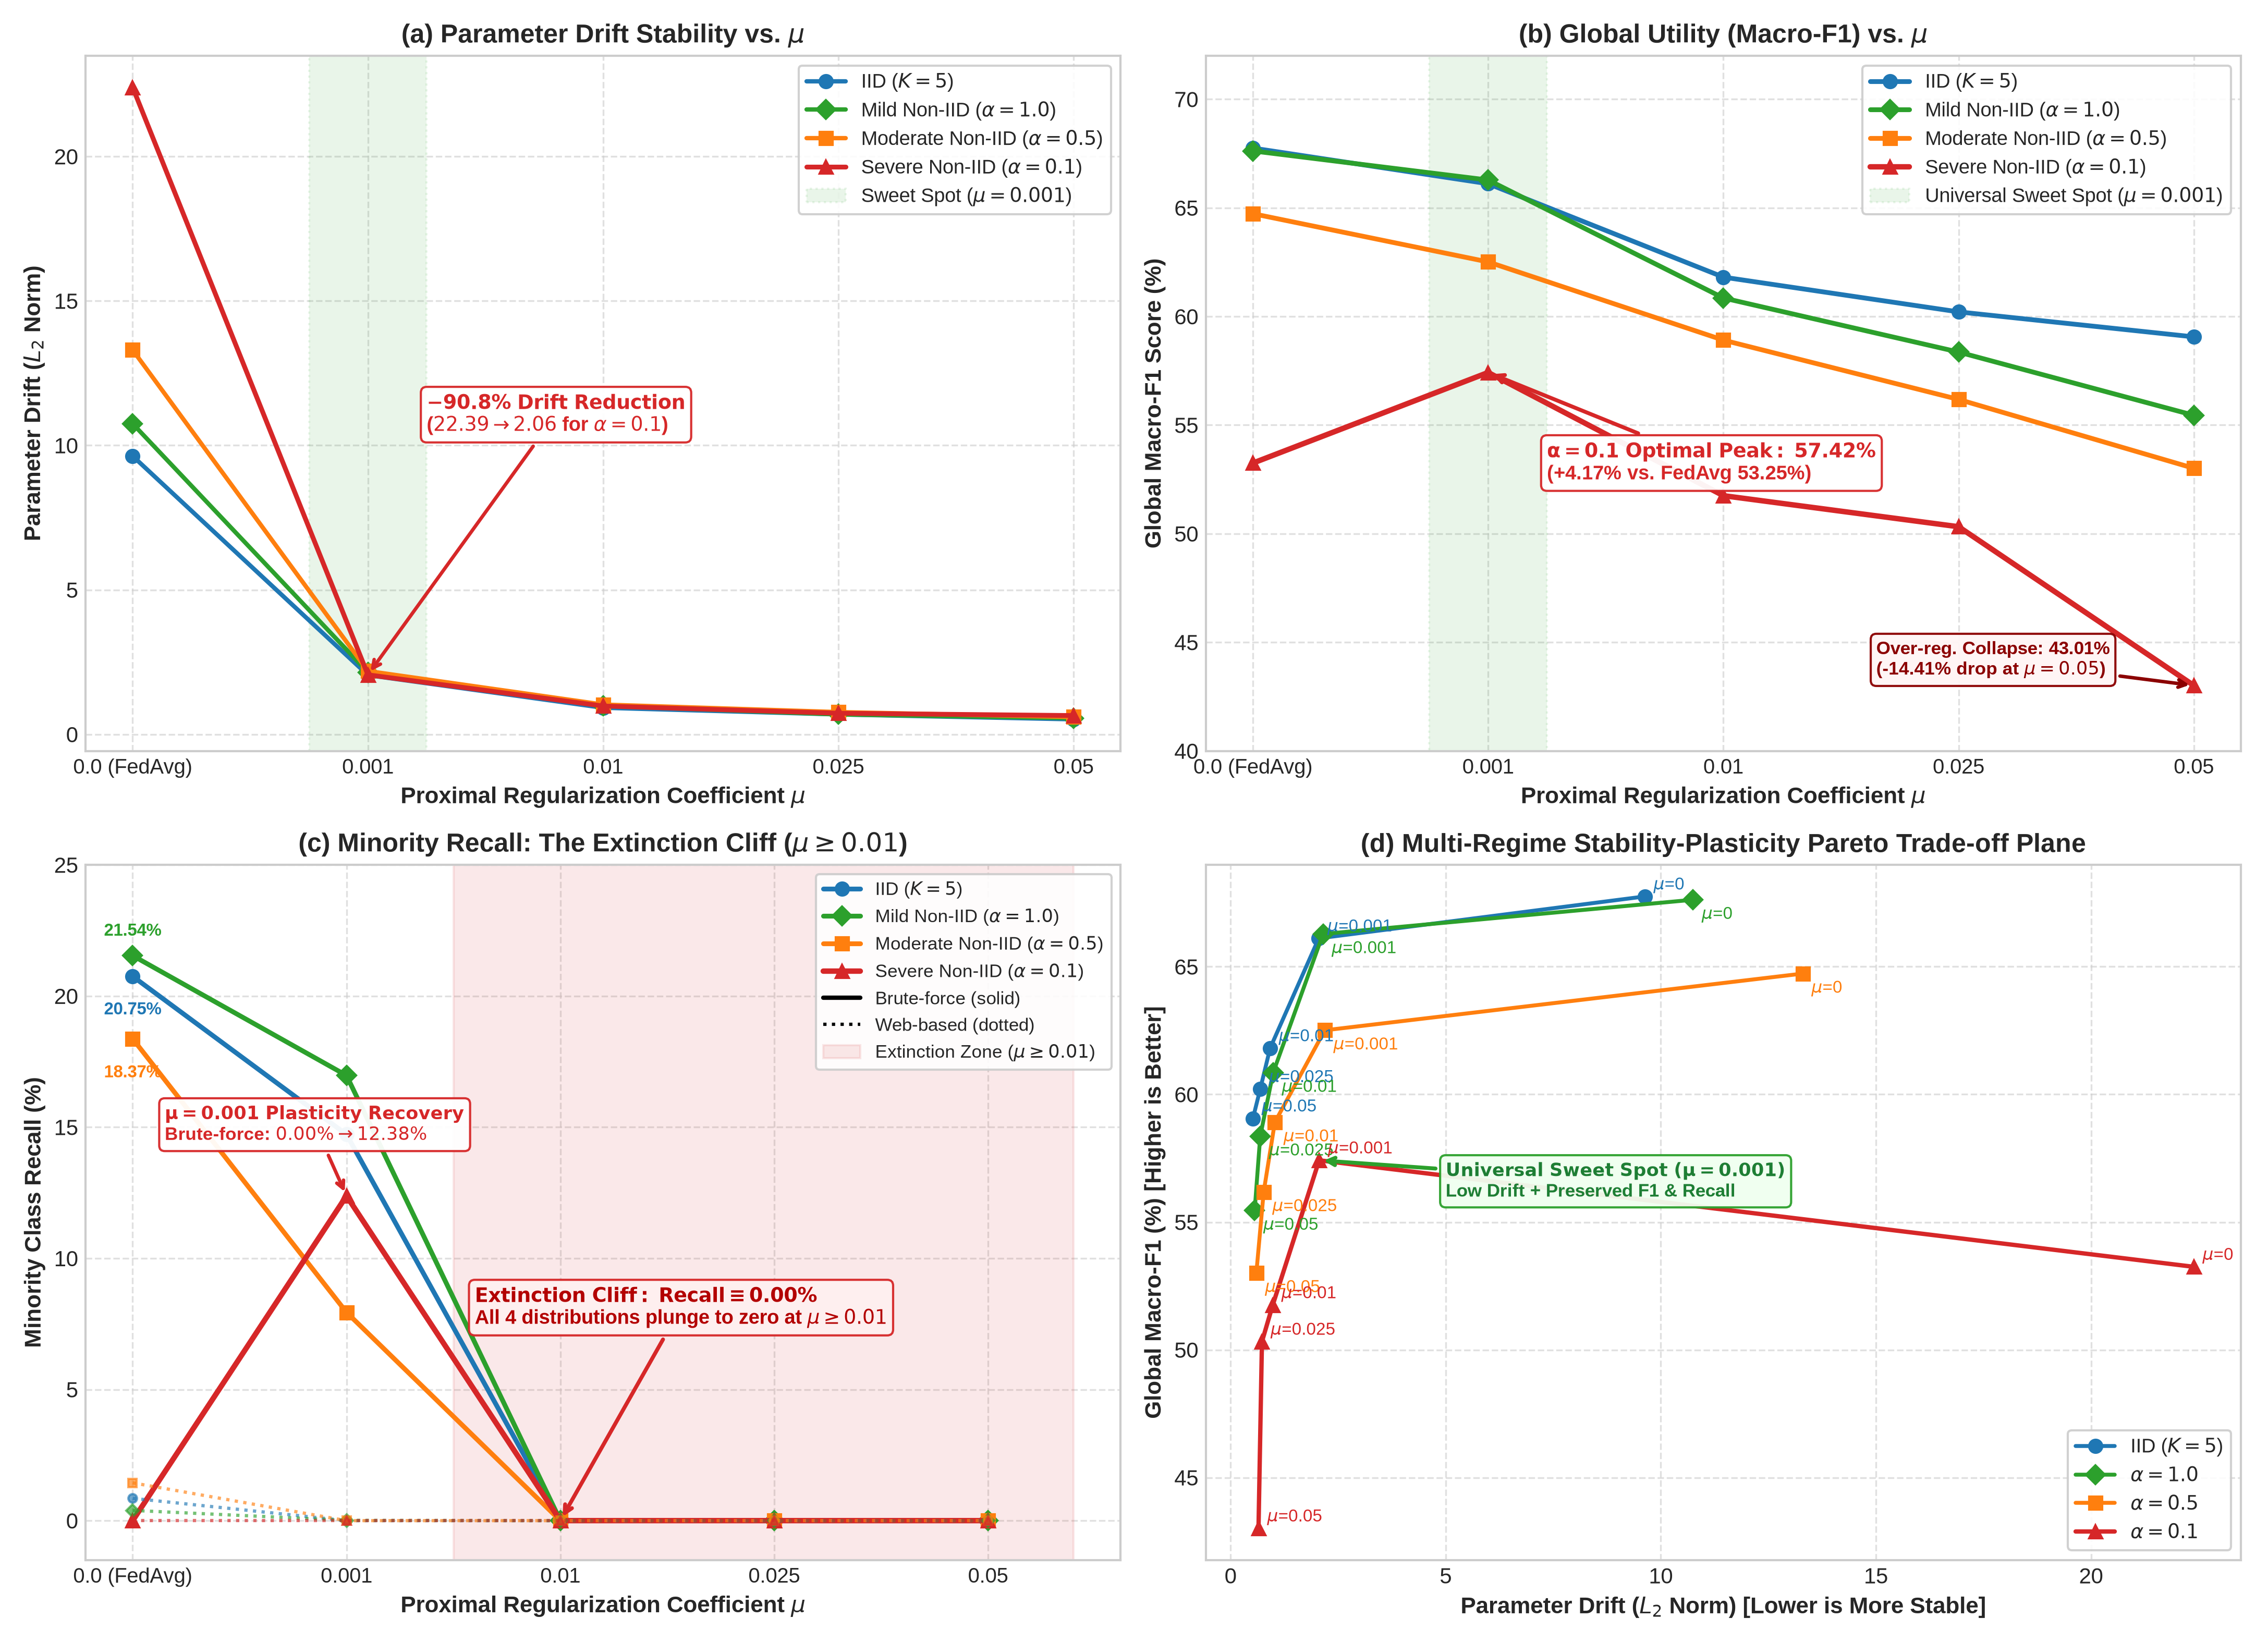 (a) Parameter Drift Stability vs. μ
Parameter Drift (L₂ Norm)
20
15
10
5
0
IID (K = 5)
Mild Non-IID (α = 1.0)
Moderate Non-IID (α = 0.5)
Severe Non-IID (α = 0.1)
Sweet Spot (μ = 0.001)
−90.8% Drift Reduction
(22.39 → 2.06 for α = 0.1)
0.0 (FedAvg)
0.001
0.01
0.025
0.05
Proximal Regularization Coefficient μ
(b) Global Utility (Macro-F1) vs. μ
Global Macro-F1 Score (%)
70
65
60
55
50
45
40
IID (K = 5)
Mild Non-IID (α = 1.0)
Moderate Non-IID (α = 0.5)
Severe Non-IID (α = 0.1)
Universal Sweet Spot (μ = 0.001)
α = 0.1 Optimal Peak: 57.42%
(+4.17% vs. FedAvg 53.25%)
Over-reg. Collapse: 43.01%
(-14.41% drop at μ = 0.05)
0.0 (FedAvg)
0.001
0.01
0.025
0.05
Proximal Regularization Coefficient μ
(c) Minority Recall: The Extinction Cliff (μ ≥ 0.01)
Minority Class Recall (%)
25
20
15
10
5
0
IID (K = 5)
Mild Non-IID (α = 1.0)
Moderate Non-IID (α = 0.5)
Severe Non-IID (α = 0.1)
Brute-force (solid)
Web-based (dotted)
Extinction Zone (μ ≥ 0.01)
21.54%
20.75%
18.37%
μ = 0.001 Plasticity Recovery
Brute-force: 0.00% → 12.38%
Extinction Cliff: Recall ≡ 0.00%
All 4 distributions plunge to zero at μ ≥ 0.01
0.0 (FedAvg)
0.001
0.01
0.025
0.05
Proximal Regularization Coefficient μ
(d) Multi-Regime Stability-Plasticity Pareto Trade-off Plane
Global Macro-F1 (%) [Higher is Better]
65
60
55
50
45
μ=0
μ=0.001
μ=0.01
μ=0.025
μ=0.05
μ=0
μ=0.001
μ=0.01
μ=0.025
μ=0.05
μ=0
μ=0.001
μ=0.01
μ=0.025
μ=0.05
μ=0
μ=0.001
μ=0.01
μ=0.025
μ=0.05
Universal Sweet Spot (μ = 0.001)
Low Drift + Preserved F1 & Recall
IID (K = 5)
α = 1.0
α = 0.5
α = 0.1
0
5
10
15
20
Parameter Drift (L₂ Norm) [Lower is More Stable]